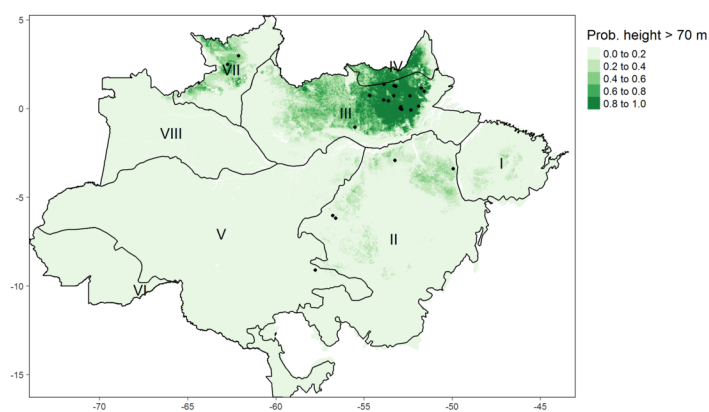 5
0
-5
-10
-15
-70
-65
-60
-55
-50
-45
VII
IV
III
VIII
I
V
II
VI
Prob. height > 70 m
0.0 to 0.2
0.2 to 0.4
0.4 to 0.6
0.6 to 0.8
0.8 to 1.0